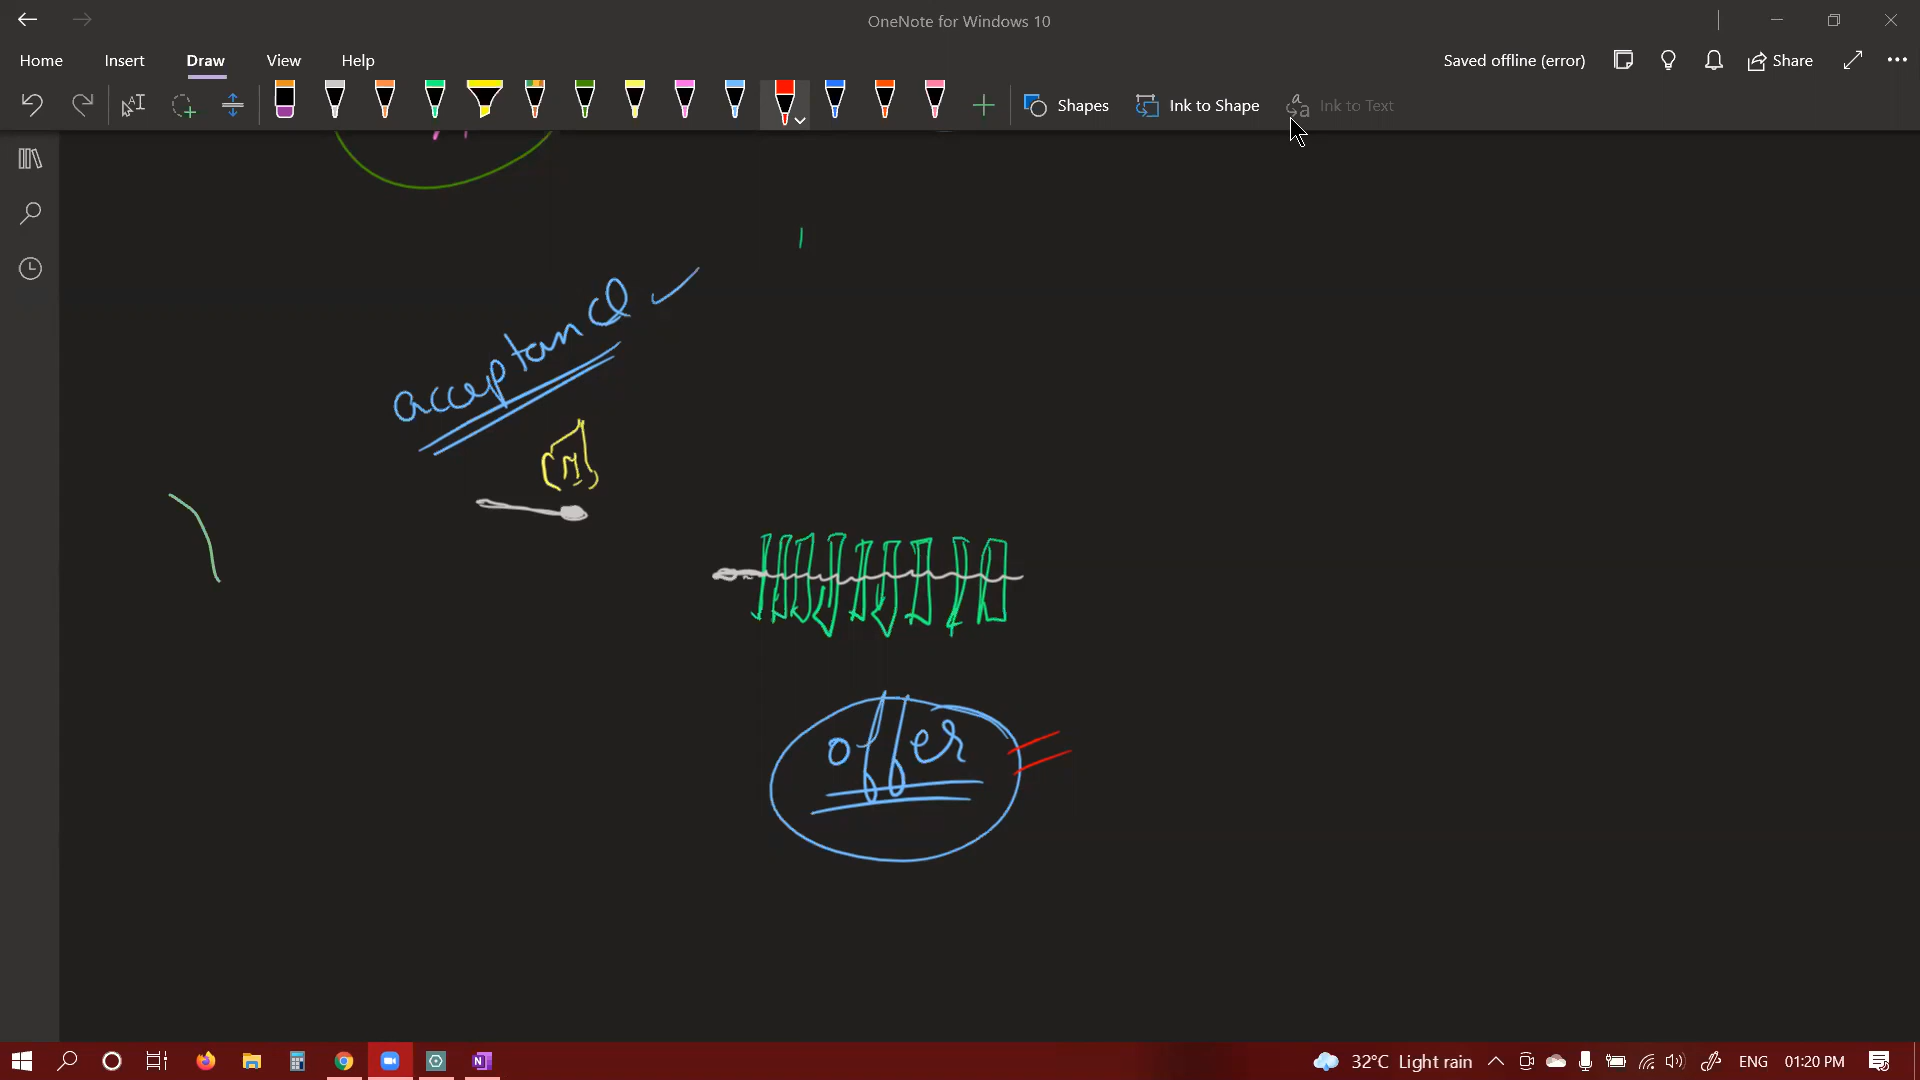 OneNote for Windows 10
Home Insert Draw View Help
Saved offline (error)
Share
Shapes
Ink to Shape
Ink to Text
acceptance
(M)
offer
32°C Light rain
ENG
01:20 PM